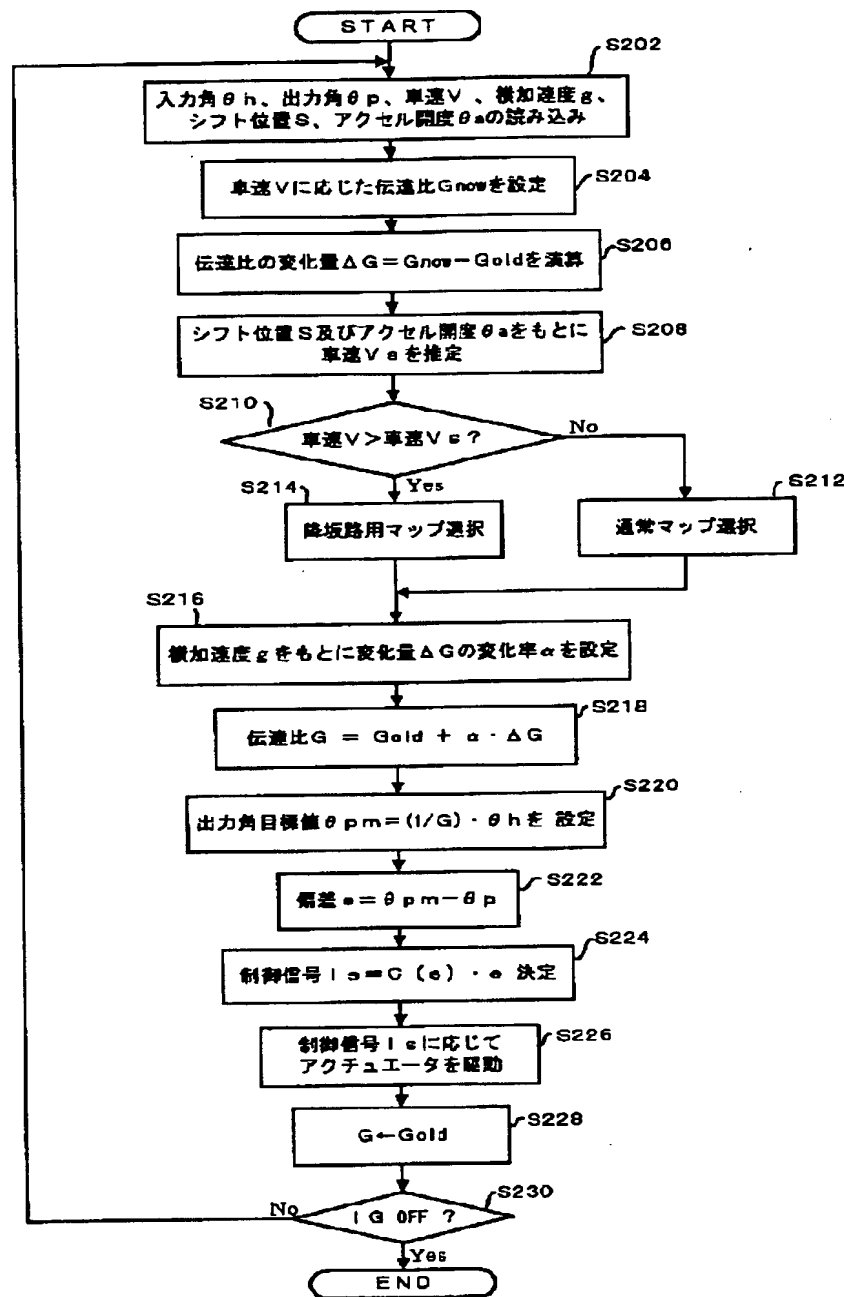 START
S202
入力角θh、出力角θp、車速V、横加速度g、
シフト位置S、アクセル開度θaの読み込み
S204
車速Vに応じた伝達比Gnowを設定
S206
伝達比の変化量ΔG=Gnow-Goldを演算
S208
シフト位置S及びアクセル開度θaをもとに
車速Vsを推定
S210
車速V>車速Vs?
No
Yes
S214
降坂路用マップ選択
S212
通常マップ選択
S216
横加速度gをもとに変化量ΔGの変化率αを設定
S218
伝達比G = Gold + α・ΔG
S220
出力角目標値θpm=(1/G)・θhを 設定
S222
偏差e=θpm-θp
S224
制御信号Is=C(s)・e 決定
S226
制御信号Isに応じて
アクチュエータを駆動
S228
G←Gold
S230
IG OFF ?
No
Yes
END